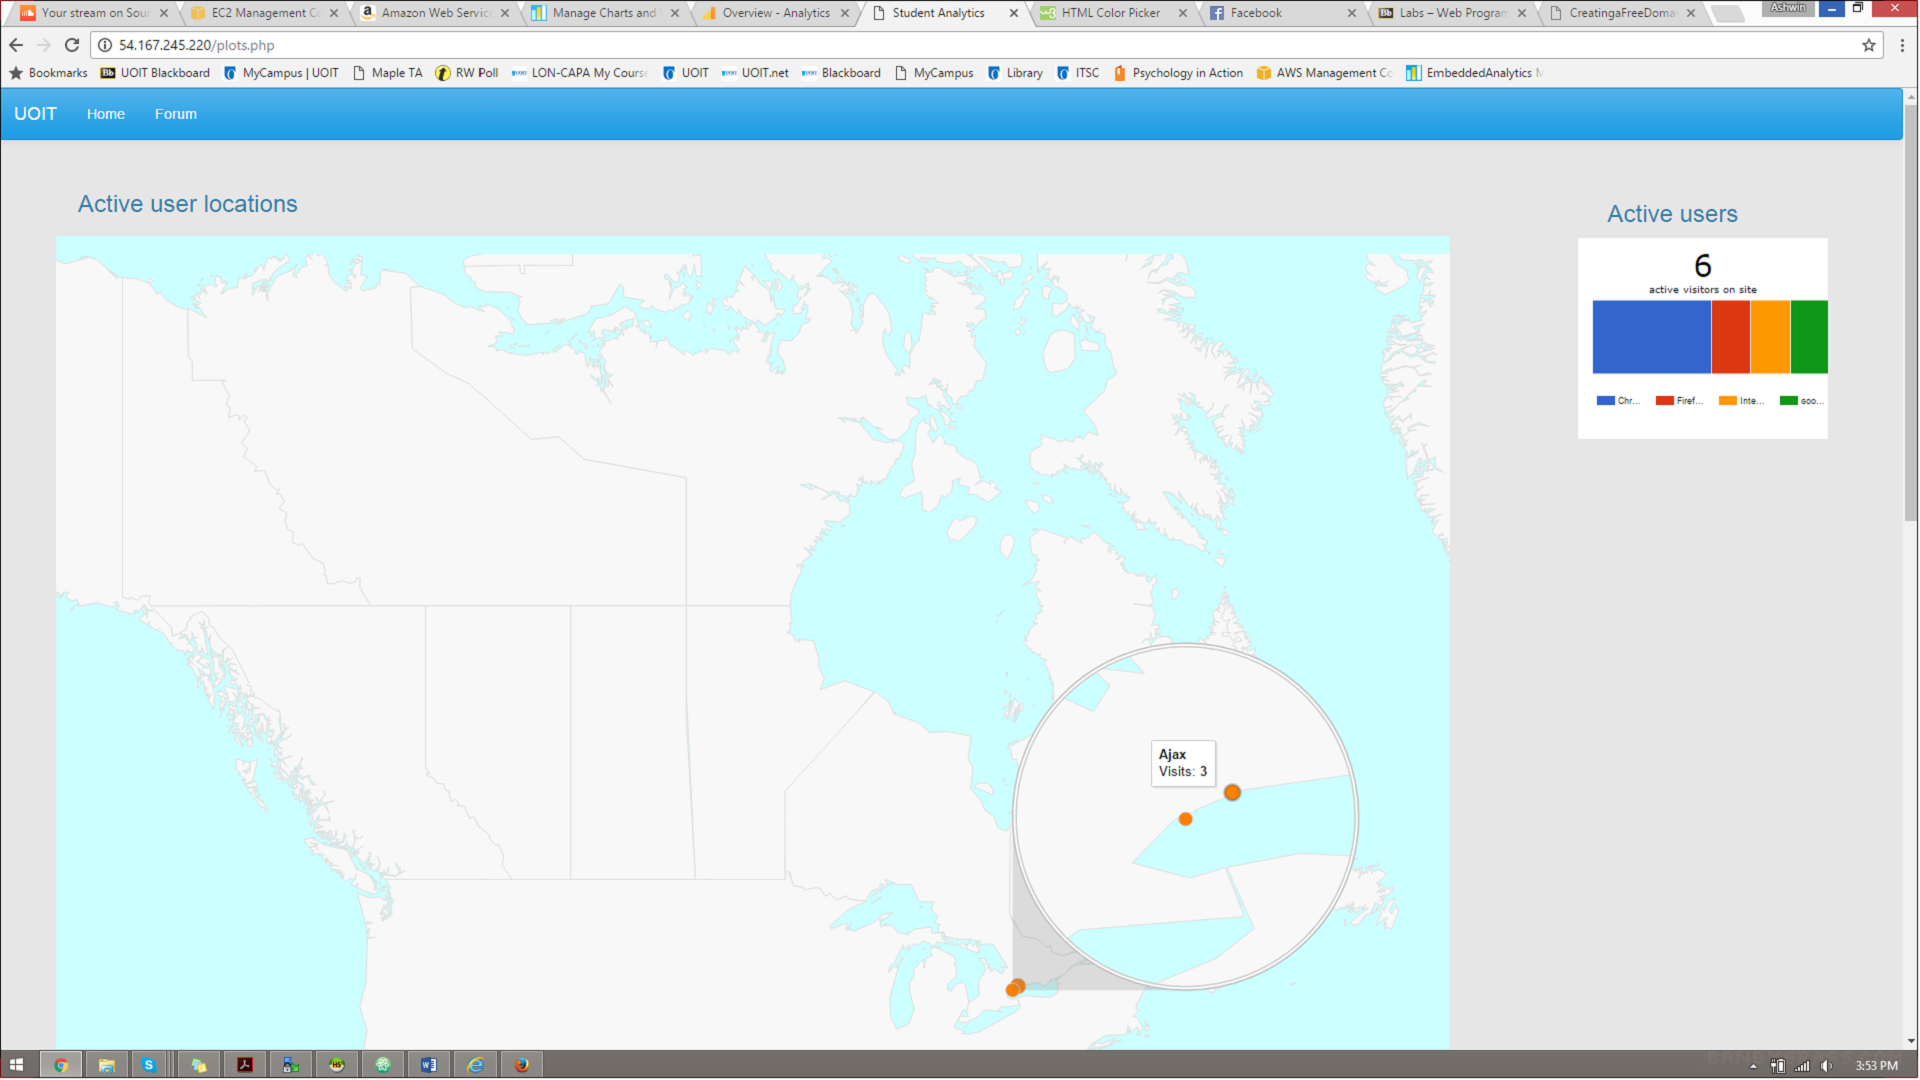 Your stream on Soun
EC2 Management Co
Amazon Web Service
Manage Charts and
Overview - Analytics
Student Analytics
HTML Color Picker
Facebook
Labs – Web Program
CreatingaFreeDoma
Ashwin
54.167.245.220/plots.php
Bookmarks
UOIT Blackboard
MyCampus | UOIT
Maple TA
RW Poll
LON-CAPA My Course
UOIT
UOIT.net
Blackboard
MyCampus
Library
ITSC
Psychology in Action
AWS Management Co
EmbeddedAnalytics M
UOIT
Home
Forum
Active user locations
Active users
6
active visitors on site
Chr...
Firef...
Inte...
Goo...
Ajax
Visits: 3
3:53 PM